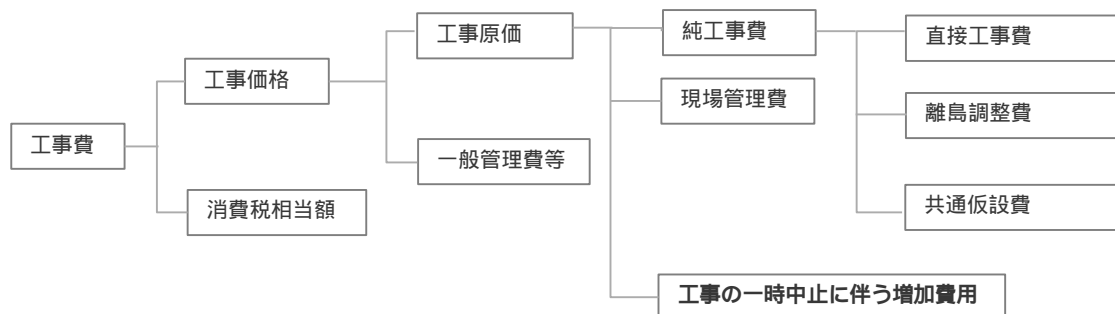 工事費
工事価格
消費税相当額
工事原価
一般管理費等
純工事費
現場管理費
工事の一時中止に伴う増加費用
直接工事費
離島調整費
共通仮設費